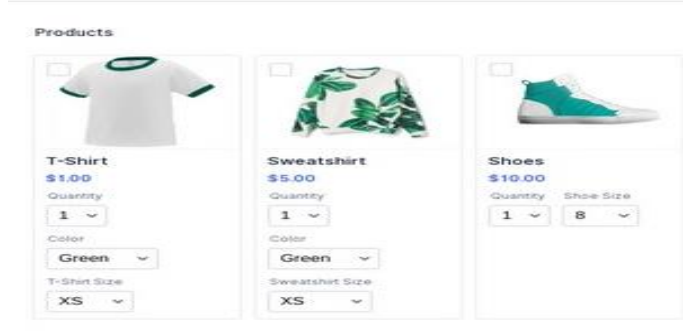 Products
T-Shirt
$1.00
Quantity
1
Color
Green
T-Shirt Size
XS
Sweatshirt
$5.00
Quantity
1
Color
Green
Sweatshirt Size
XS
Shoes
$10.00
Quantity Shoe Size
1 8